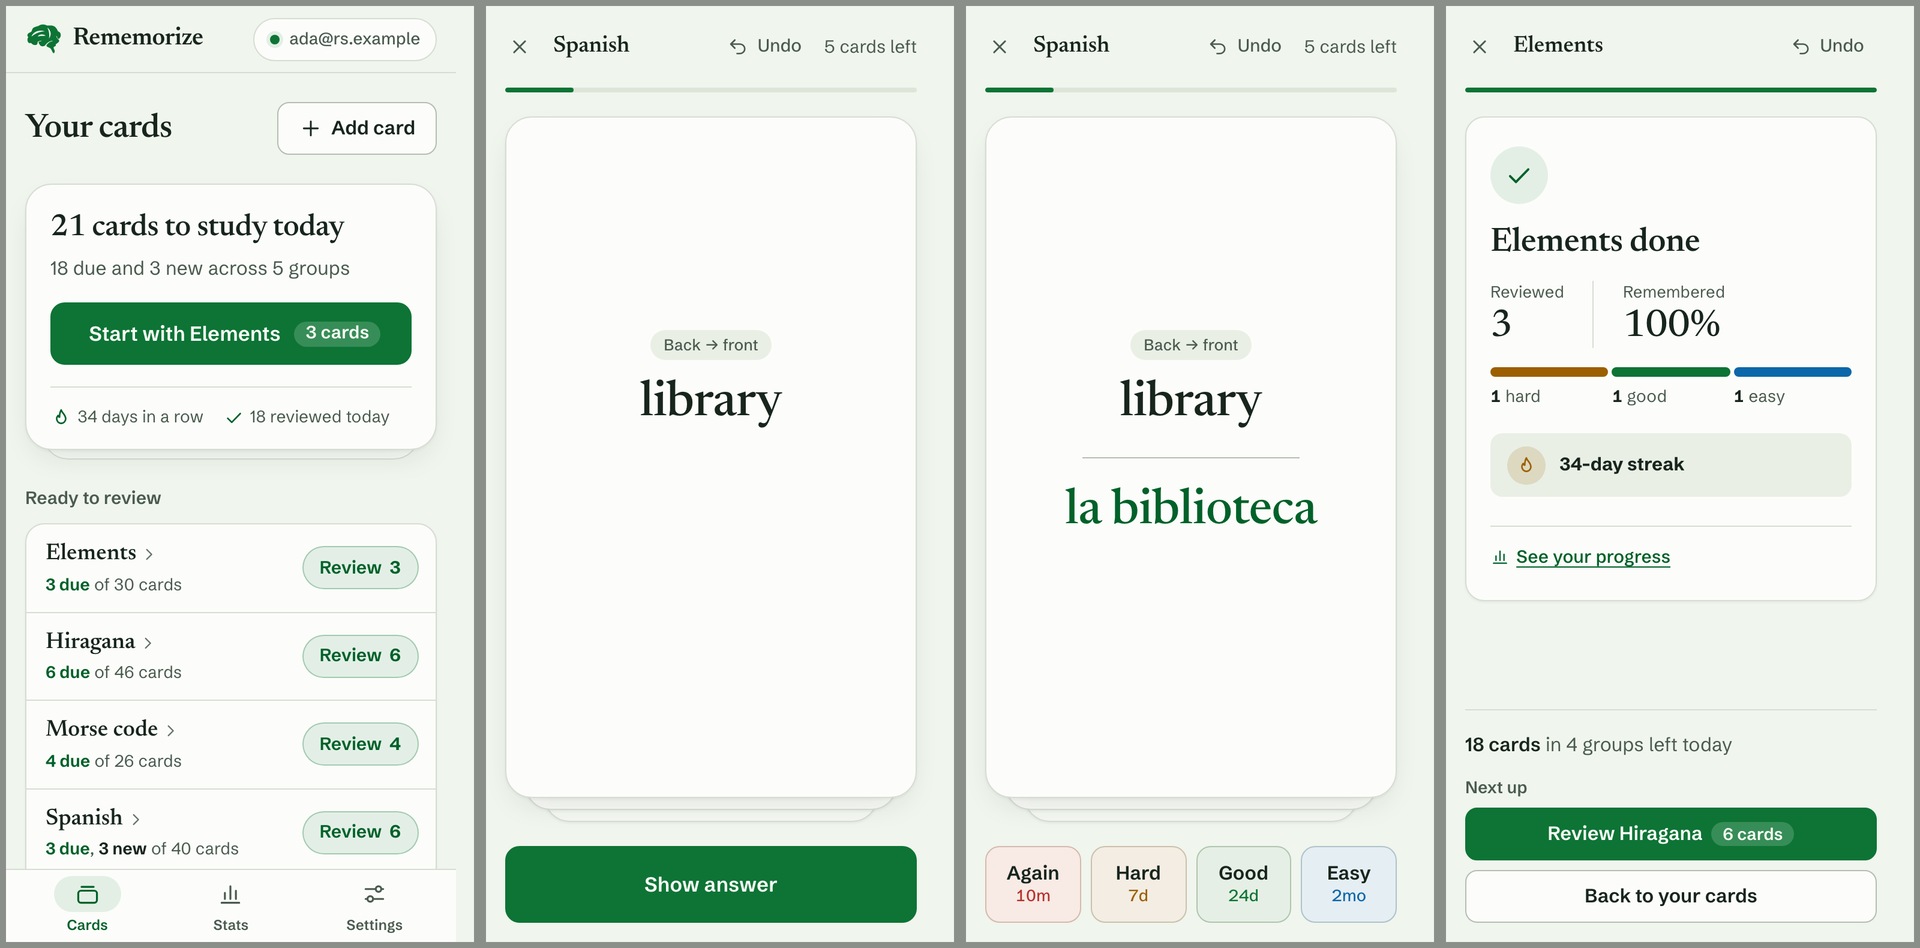 Rememorize
ada@rs.example
Your cards
Add card
21 cards to study today
18 due and 3 new across 5 groups
Start with Elements 3 cards
34 days in a row
18 reviewed today
Ready to review
Elements
3 due of 30 cards
Review 3
Hiragana
6 due of 46 cards
Review 6
Morse code
4 due of 26 cards
Review 4
Spanish
3 due, 3 new of 40 cards
Review 6
Cards
Stats
Settings
Spanish
Undo
5 cards left
Back → front
library
Show answer
Spanish
Undo
5 cards left
Back → front
library
la biblioteca
Again
10m
Hard
7d
Good
24d
Easy
2mo
Elements
Undo
Elements done
Reviewed
3
Remembered
100%
1 hard
1 good
1 easy
34-day streak
See your progress
18 cards in 4 groups left today
Next up
Review Hiragana 6 cards
Back to your cards